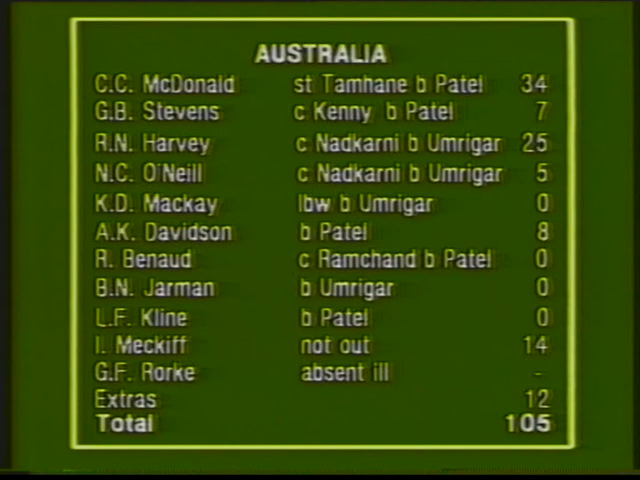 AUSTRALIA
C.C. McDonald st Tamhane b Patel 34
G.B. Stevens c Kenny b Patel 7
R.N. Harvey c Nadkarni b Umrigar 25
N.C. O'Neill c Nadkarni b Umrigar 5
K.D. Mackay lbw b Umrigar 0
A.K. Davidson b Patel 8
R. Benaud c Ramchand b Patel 0
B.N. Jarman b Umrigar 0
L.F. Kline b Patel 0
I. Meckiff not out 14
G.F. Rorke absent ill -
Extras 12
Total 105